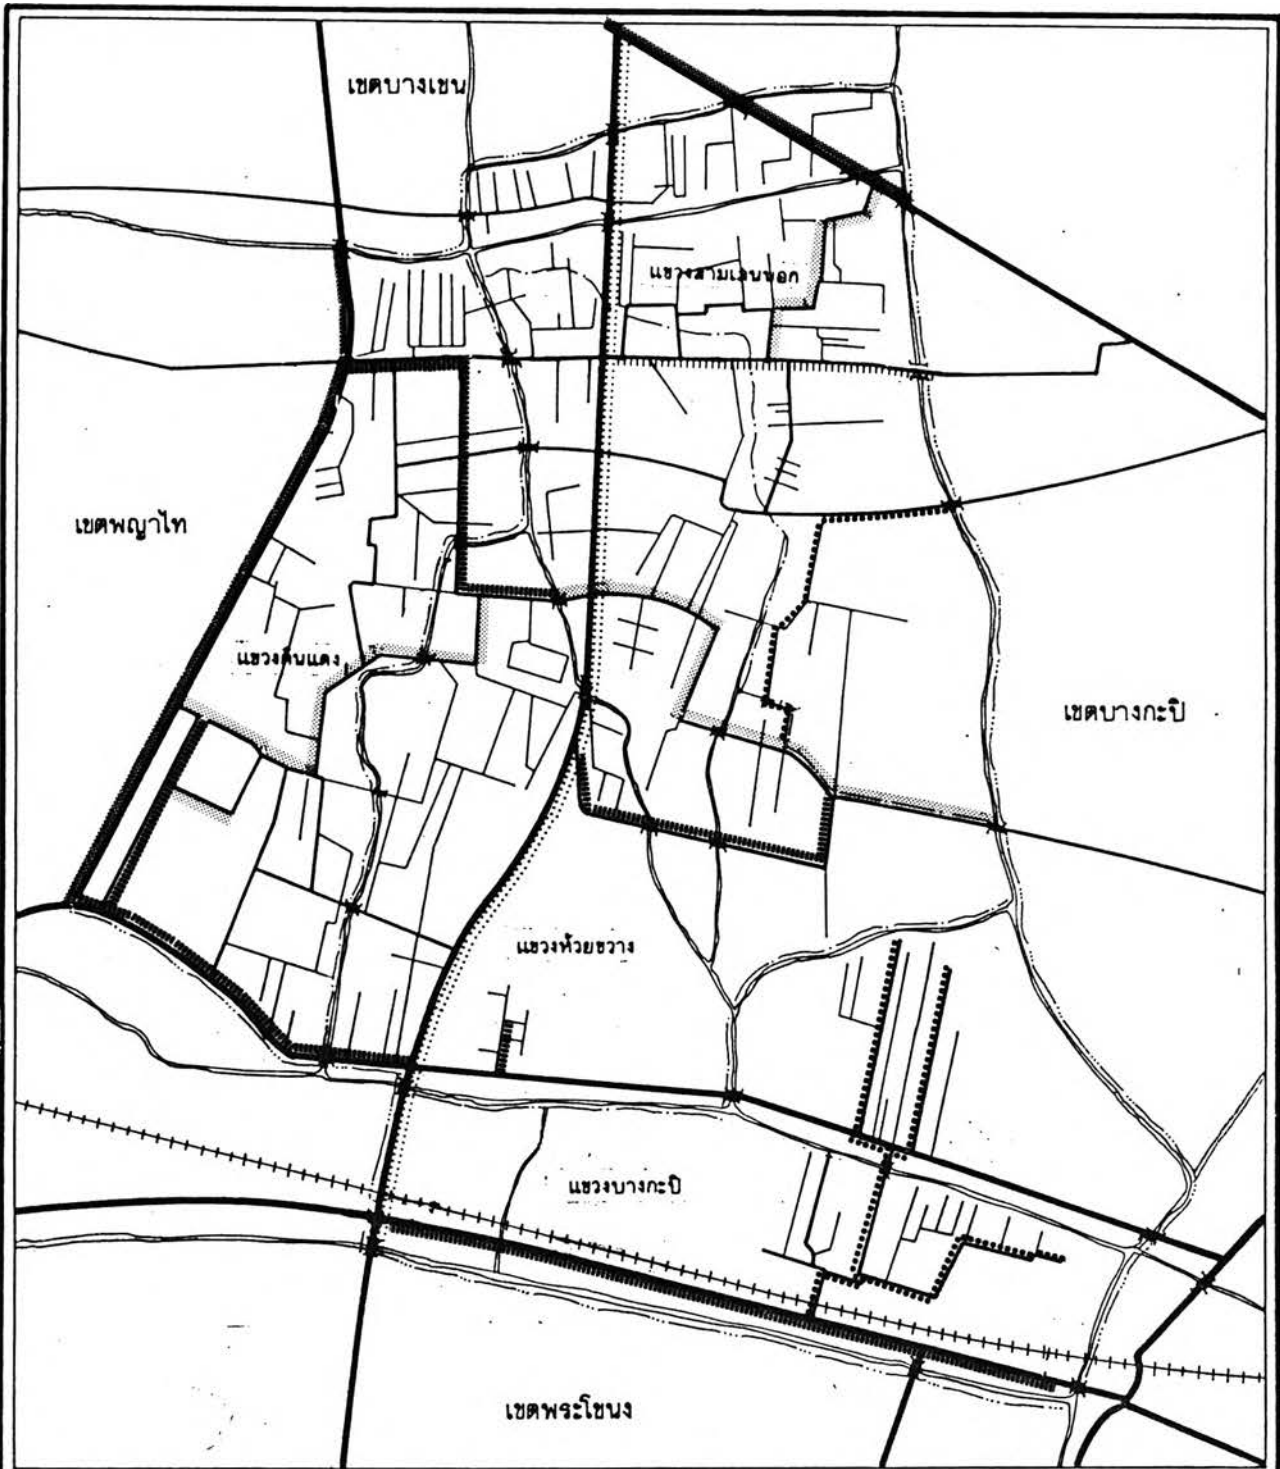 เขตบางเขน
แขวงสามเสนนอก
เขตพญาไท
แขวงดินแดง
เขตบางกะปิ
แขวงห้วยขวาง
แขวงบางกะปิ
เขตพระโขนง